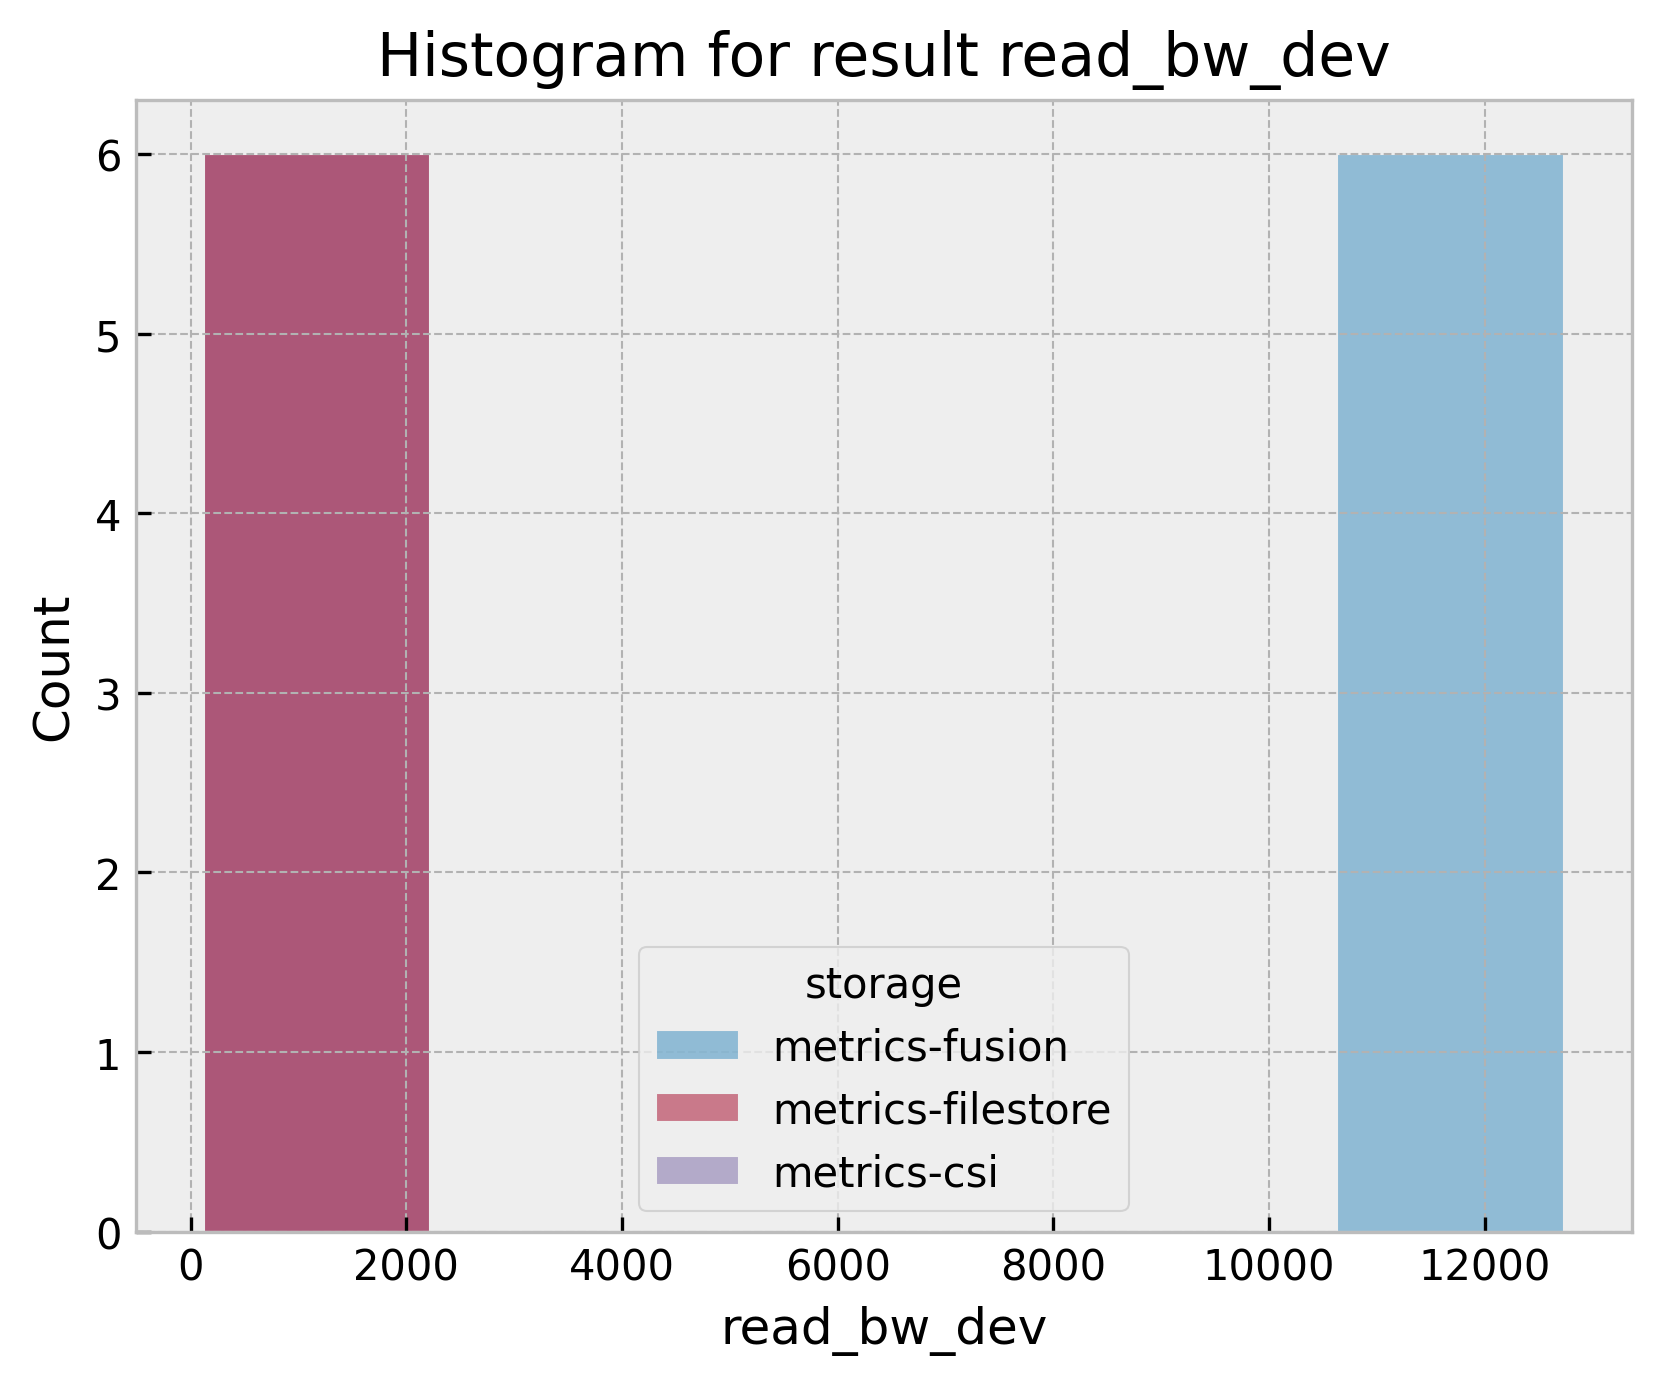 Histogram for result read_bw_dev
6
5
4
3
2
1
0
Count
storage
metrics-fusion
metrics-filestore
metrics-csi
0 2000 4000 6000 8000 10000 12000
read_bw_dev